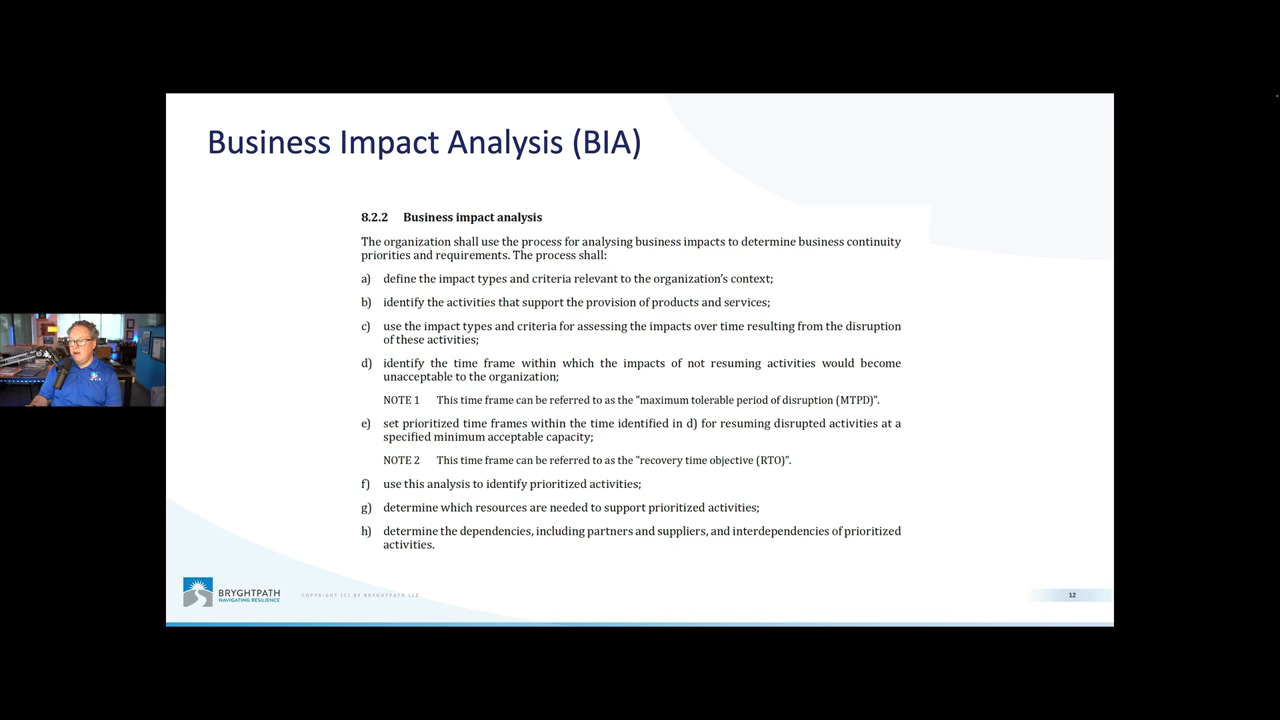 Business Impact Analysis (BIA)
8.2.2 Business impact analysis
The organization shall use the process for analysing business impacts to determine business continuity
priorities and requirements. The process shall:
a) define the impact types and criteria relevant to the organization's context;
b) identify the activities that support the provision of products and services;
c) use the impact types and criteria for assessing the impacts over time resulting from the disruption
of these activities;
d) identify the time frame within which the impacts of not resuming activities would become
unacceptable to the organization;
NOTE 1 This time frame can be referred to as the "maximum tolerable period of disruption (MTPD)".
e) set prioritized time frames within the time identified in d) for resuming disrupted activities at a
specified minimum acceptable capacity;
NOTE 2 This time frame can be referred to as the "recovery time objective (RTO)".
f) use this analysis to identify prioritized activities;
g) determine which resources are needed to support prioritized activities;
h) determine the dependencies, including partners and suppliers, and interdependencies of prioritized
activities.
BRYGHTPATH
NAVIGATING RESILIENCE
COPYRIGHT (C) BY BRYGHTPATH LLC
12